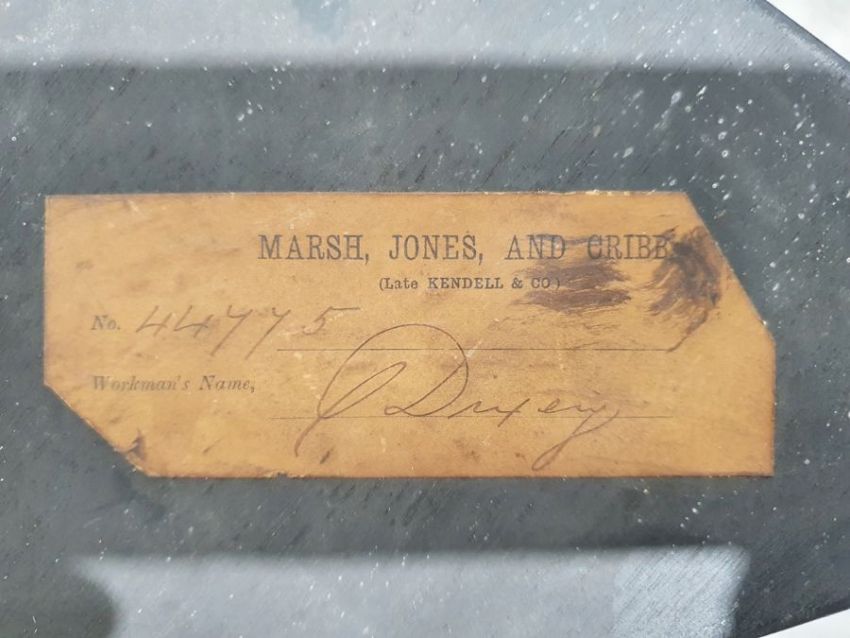 MARSH, JONES, AND CRIBB
(Late KENDELL & CO)
No. 44775
Workman's Name,
Dixey